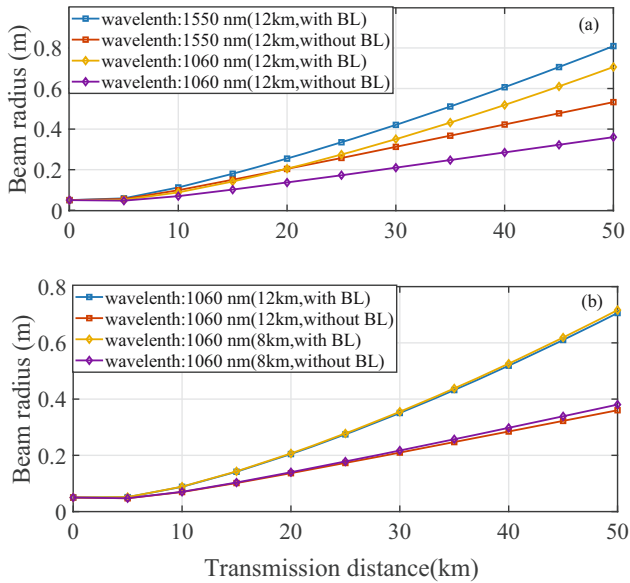 (a)
wavelenth:1550 nm(12km,with BL)
wavelenth:1550 nm(12km,without BL)
wavelenth:1060 nm(12km,with BL)
wavelenth:1060 nm(12km,without BL)
Beam radius (m)
0.8
0.6
0.4
0.2
0
0 10 20 30 40 50
(b)
wavelenth:1060 nm(12km,with BL)
wavelenth:1060 nm(12km,without BL)
wavelenth:1060 nm(8km,with BL)
wavelenth:1060 nm(8km,without BL)
Beam radius (m)
0.8
0.6
0.4
0.2
0
0 10 20 30 40 50
Transmission distance(km)